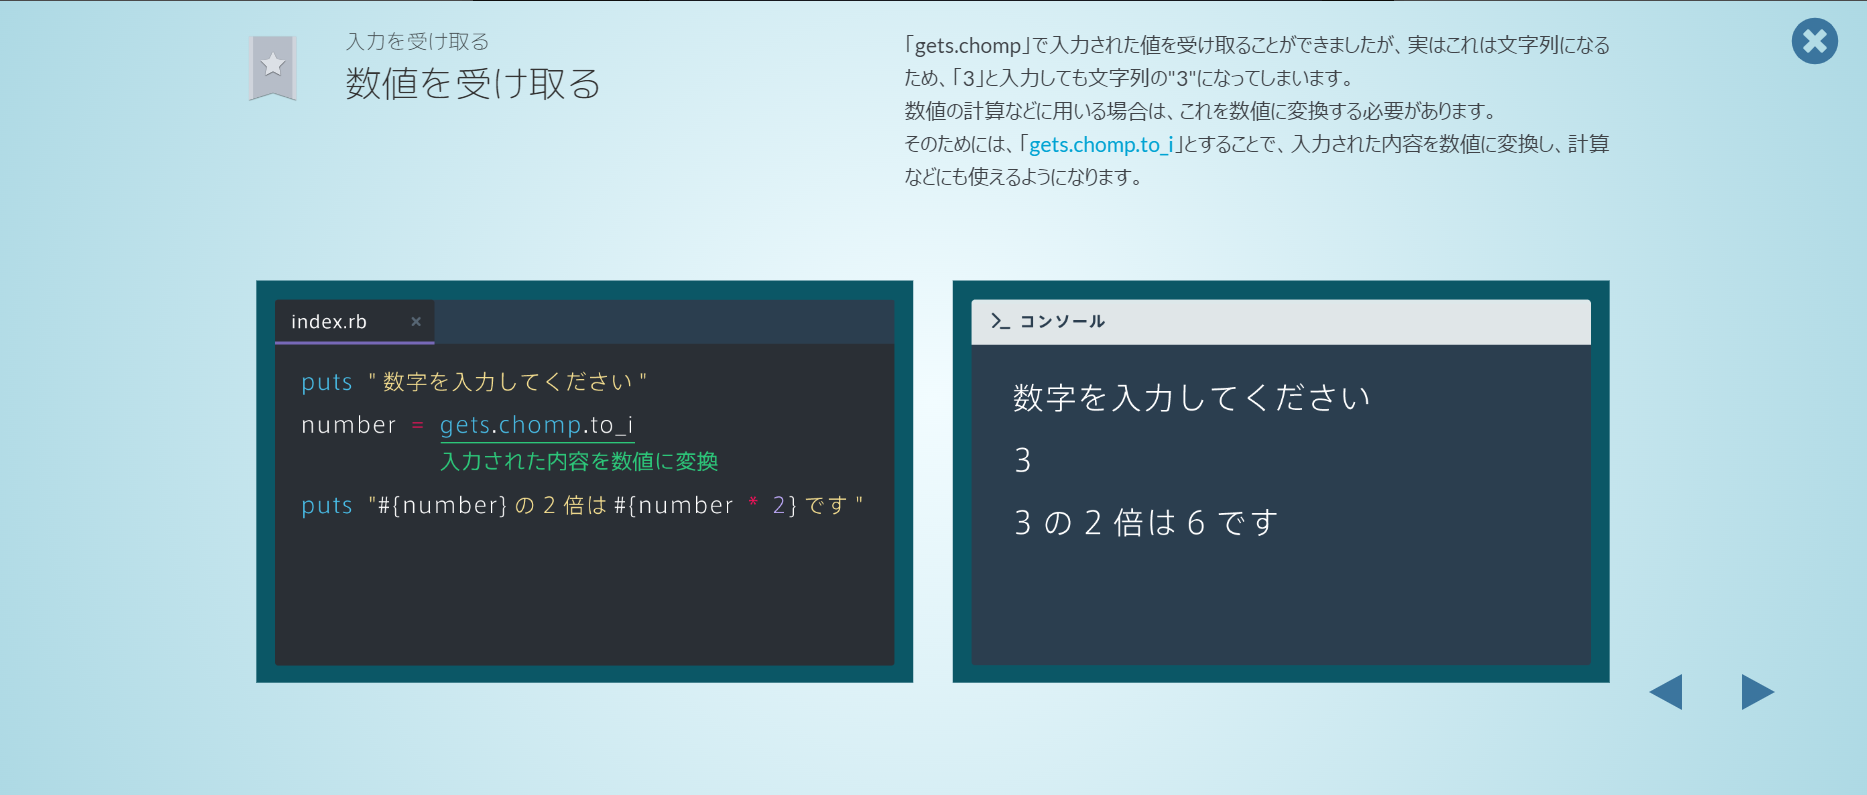 入力を受け取る
数値を受け取る
「gets.chomp」で入力された値を受け取ることができましたが、実はこれは文字列になる
ため、「3」と入力しても文字列の"3"になってしまいます。
数値の計算などに用いる場合は、これを数値に変換する必要があります。
そのためには、「gets.chomp.to_i」とすることで、入力された内容を数値に変換し、計算
などにも使えるようになります。
index.rb ×
puts "数字を入力してください"
number = gets.chomp.to_i
入力された内容を数値に変換
puts "#{number}の2倍は#{number * 2}です"
>_ コンソール
数字を入力してください
3
3の2倍は6です